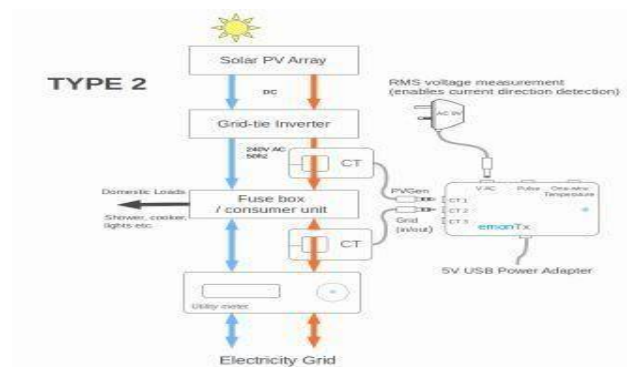 TYPE 2
Solar PV Array
DC
Grid-tie Inverter
240V AC
50hz
CT
Domestic Loads
Shower, cooker,
lights etc.
Fuse box
/ consumer unit
CT
Utility meter
Electricity Grid
RMS voltage measurement
(enables current direction detection)
AC 9V
V AC
Pulse
One-wire
Temperature
PVGen
Grid
(in/out)
CT 1
CT 2
CT 3
emonTx
5V USB Power Adapter